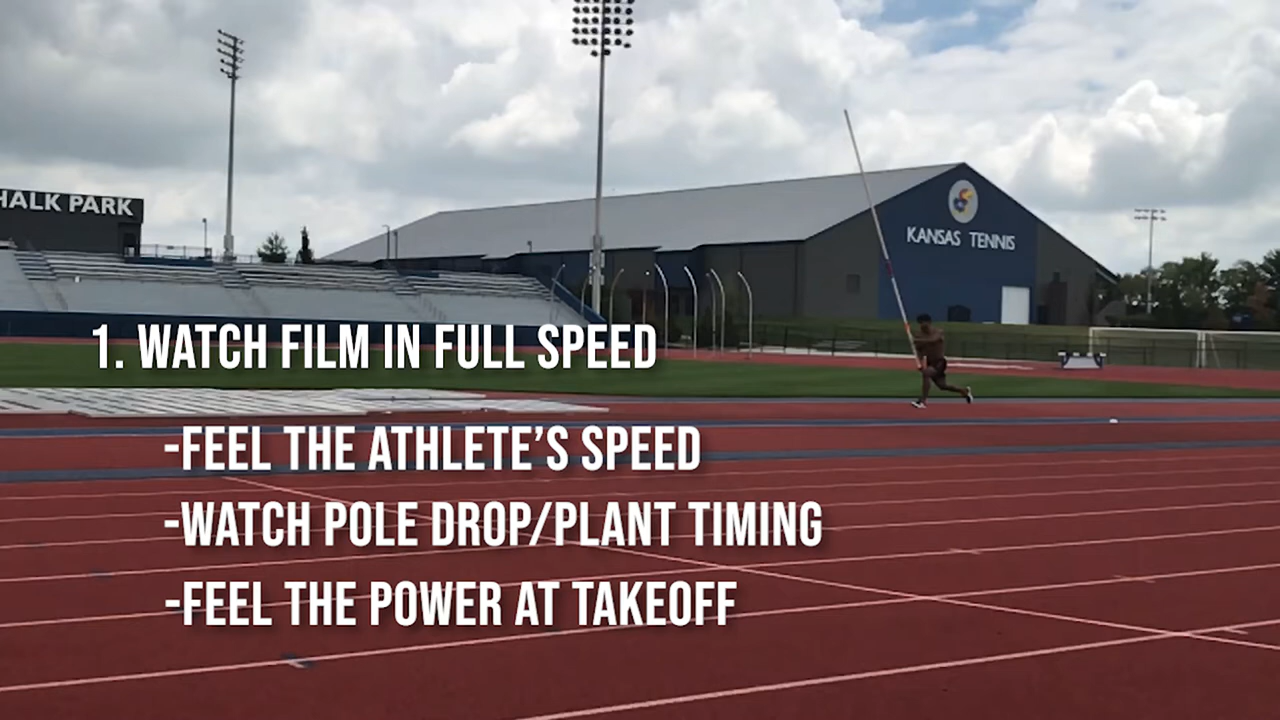 HALK PARK
KANSAS TENNIS
1. WATCH FILM IN FULL SPEED
-FEEL THE ATHLETE’S SPEED
-WATCH POLE DROP/PLANT TIMING
-FEEL THE POWER AT TAKEOFF